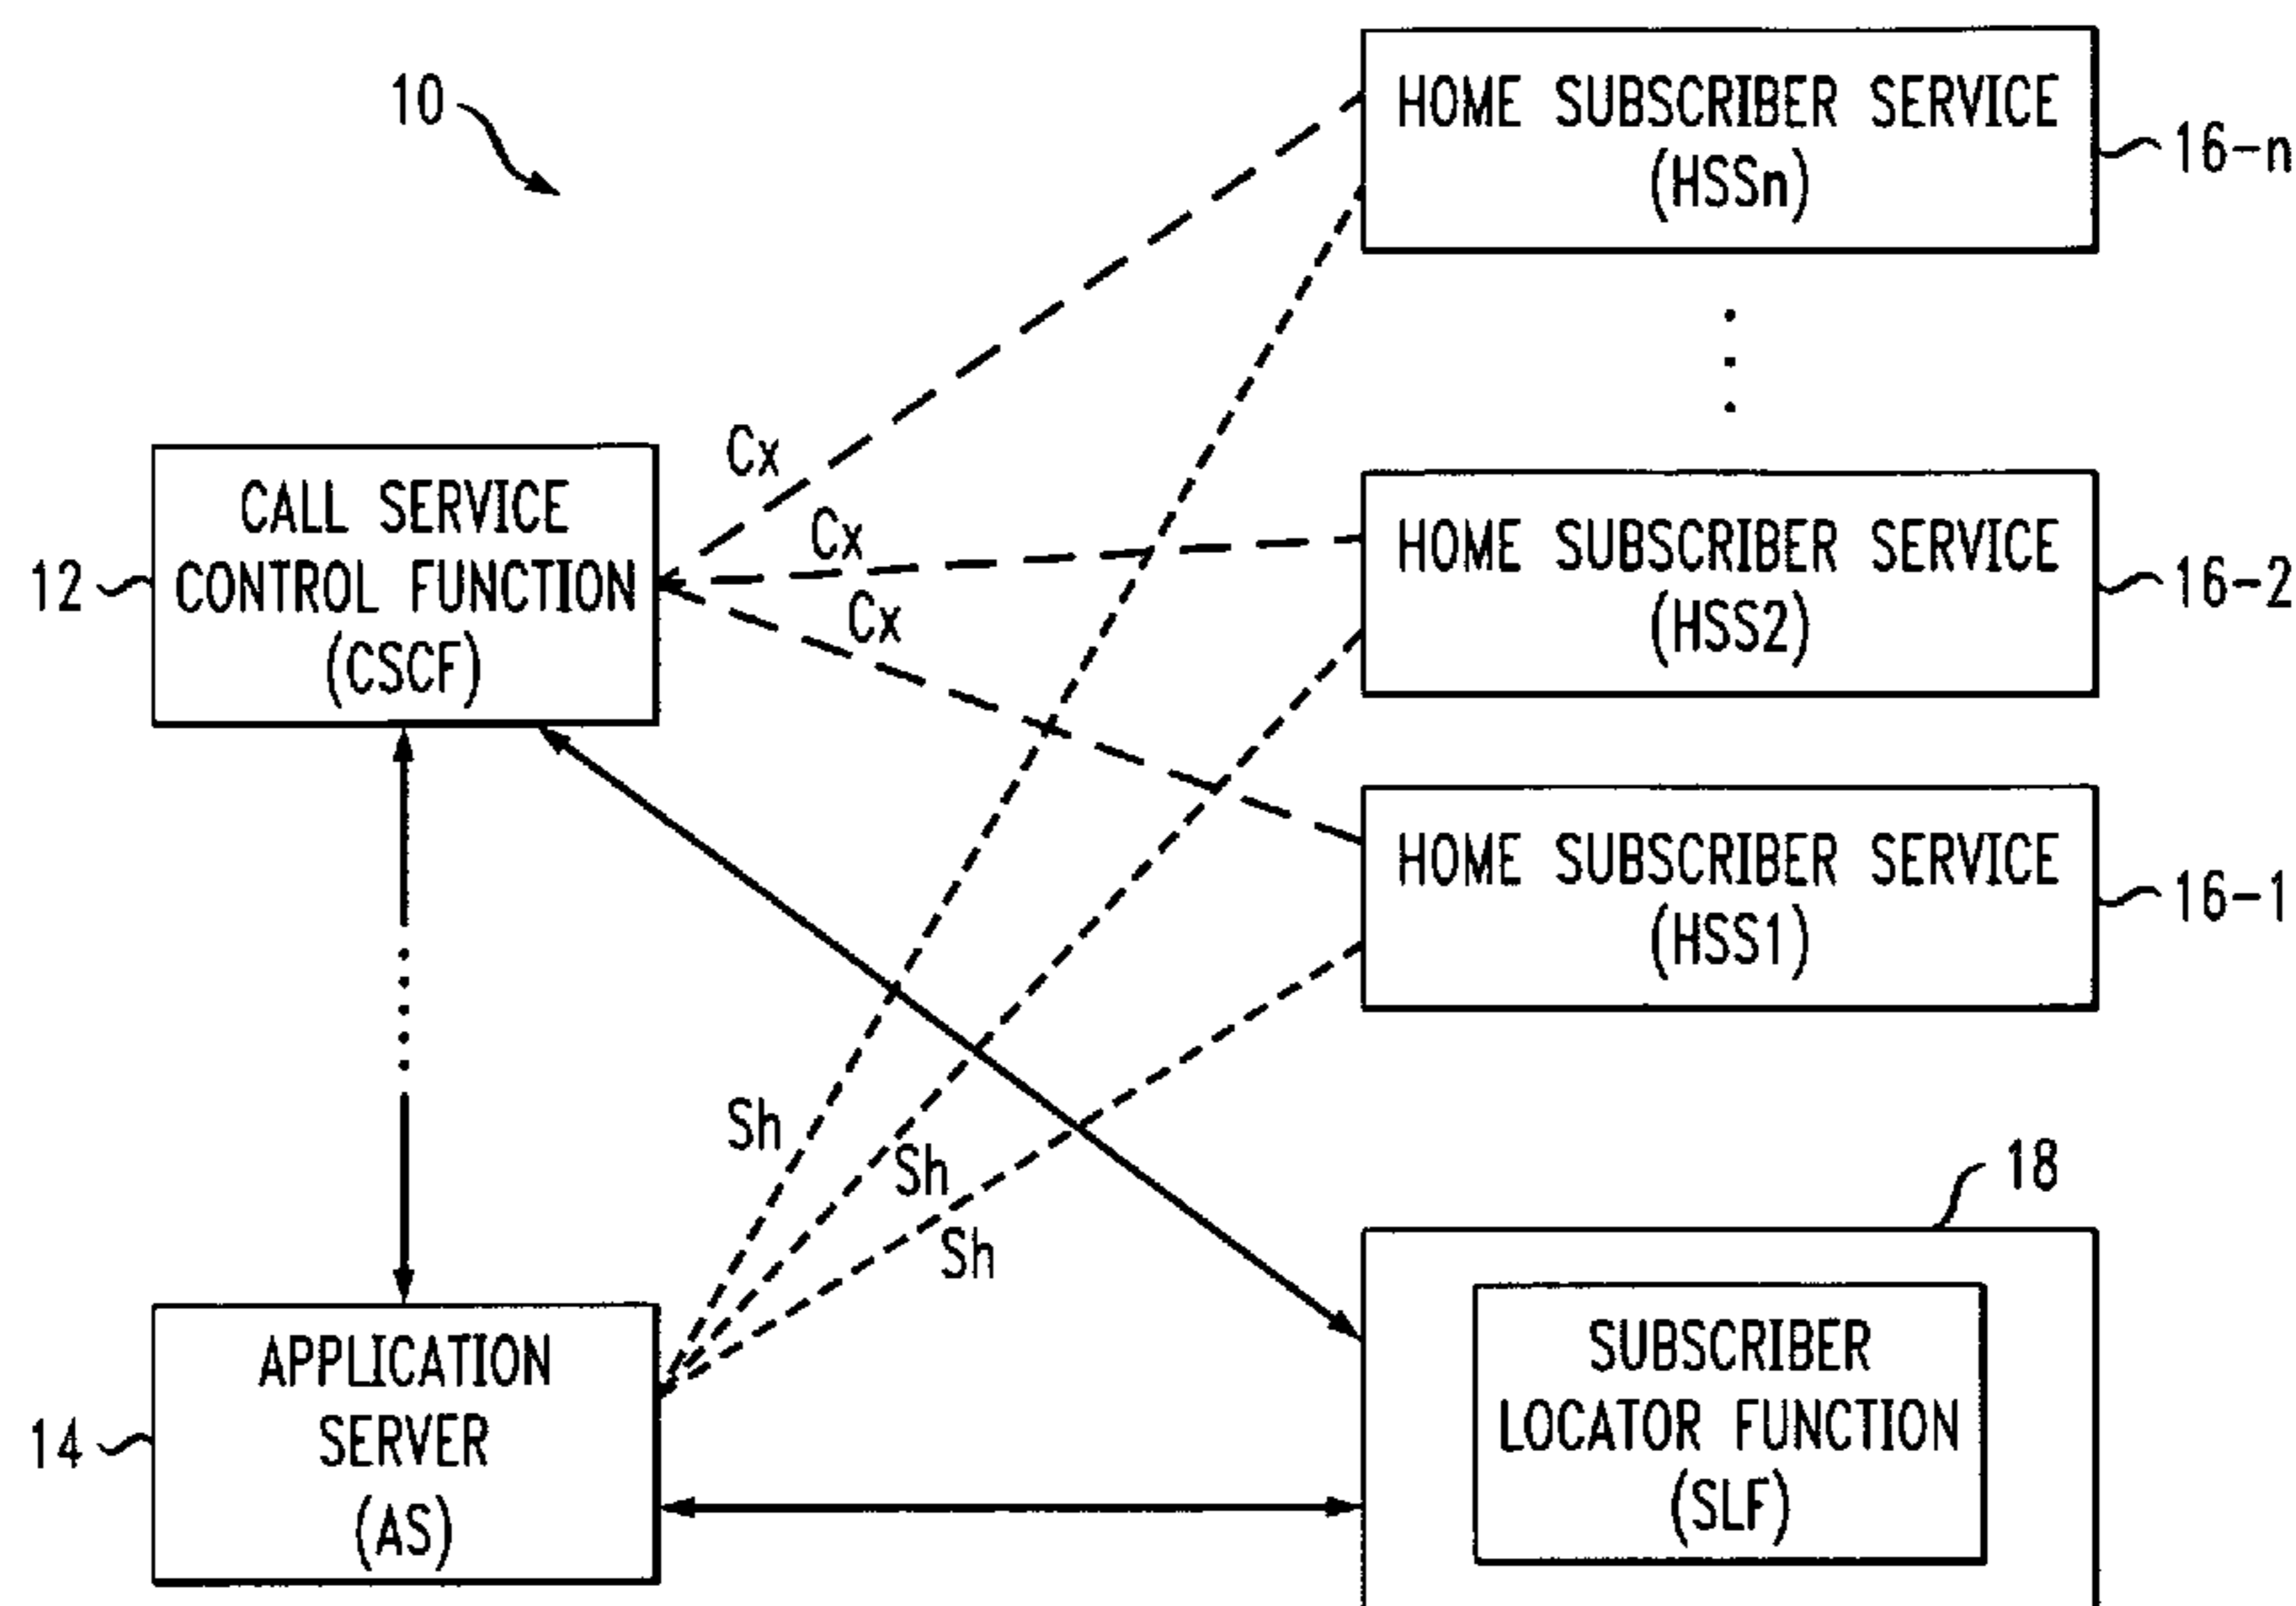 10
HOME SUBSCRIBER SERVICE
(HSSn)
16-n
Cx
CALL SERVICE
CONTROL FUNCTION
(CSCF)
12
Cx
Cx
HOME SUBSCRIBER SERVICE
(HSS2)
16-2
HOME SUBSCRIBER SERVICE
(HSS1)
16-1
Sh
Sh
Sh
18
APPLICATION
SERVER
(AS)
14
SUBSCRIBER
LOCATOR FUNCTION
(SLF)